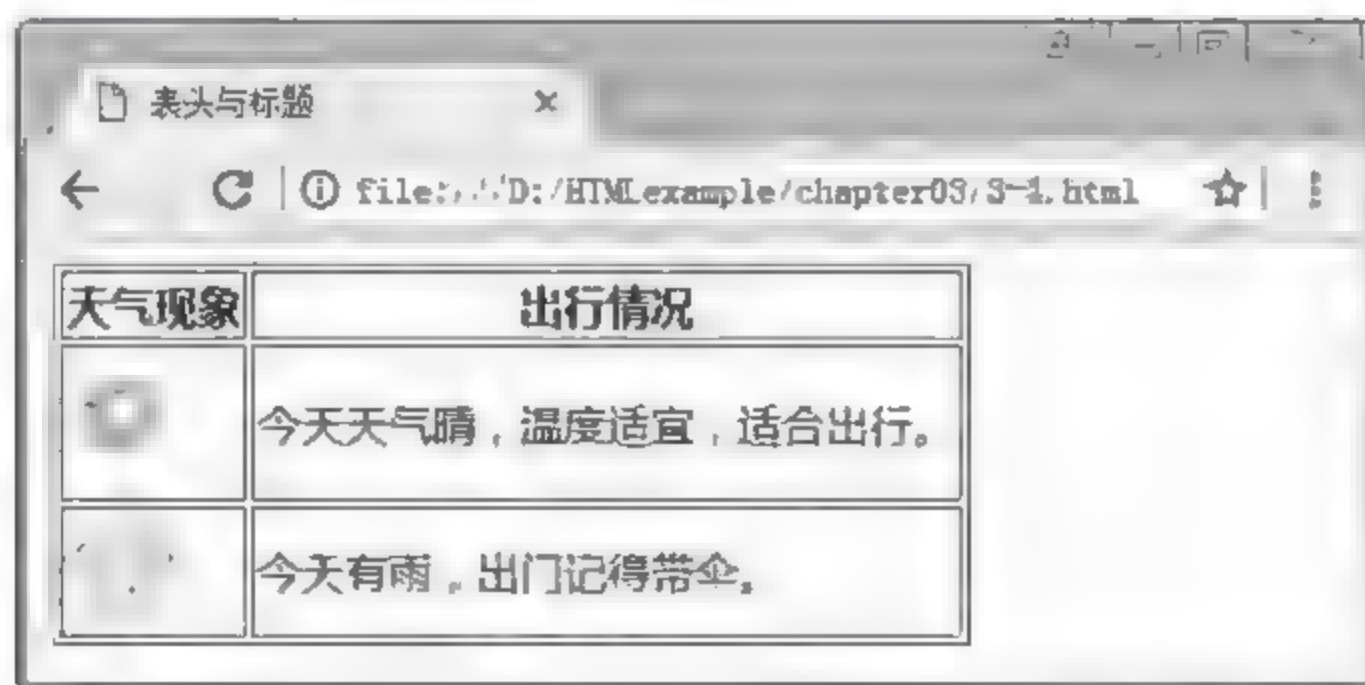 表头与标题
file:///D:/HTMLexample/chapter03/3-4.html
天气现象 出行情况
今天天气晴，温度适宜，适合出行。
今天有雨，出门记得带伞。